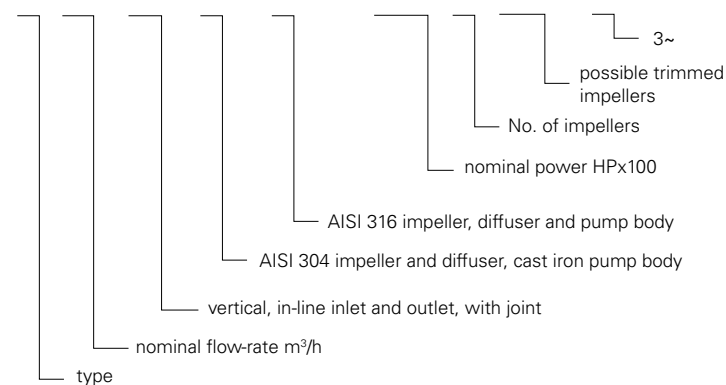 3~
possible trimmed
impellers
No. of impellers
nominal power HPx100
AISI 316 impeller, diffuser and pump body
AISI 304 impeller and diffuser, cast iron pump body
vertical, in-line inlet and outlet, with joint
nominal flow-rate m³/h
type